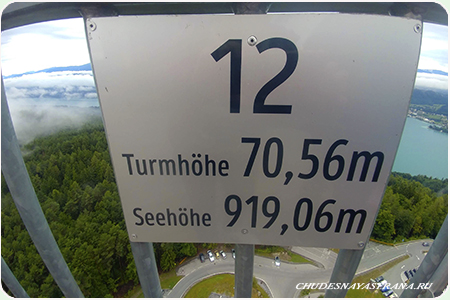 12
Turmhöhe 70,56m
Seehöhe 919,06m
CHUDESNAYASTRANA.RU